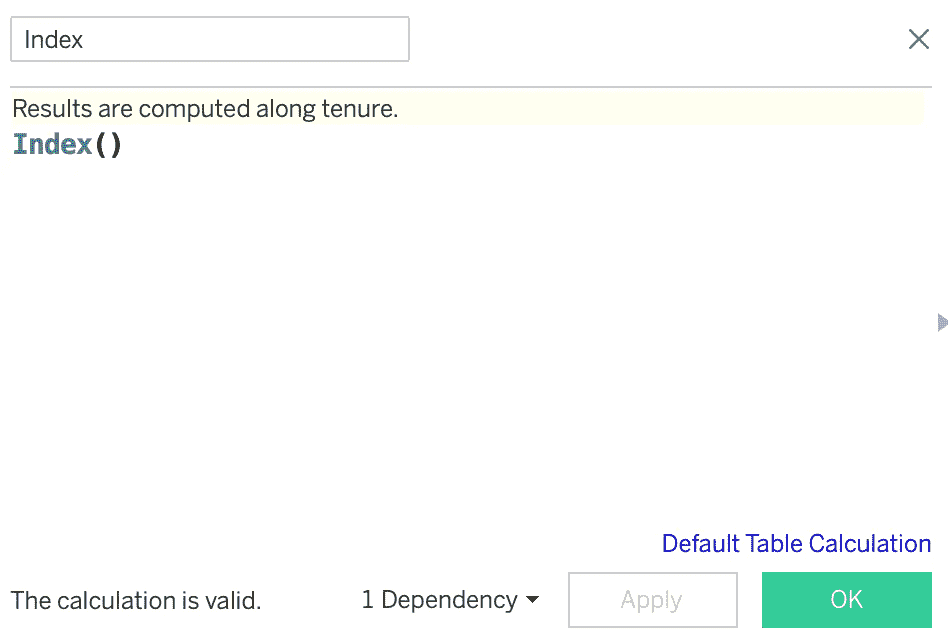 Index
Results are computed along tenure.
Index()
Default Table Calculation
The calculation is valid.
1 Dependency
Apply
OK